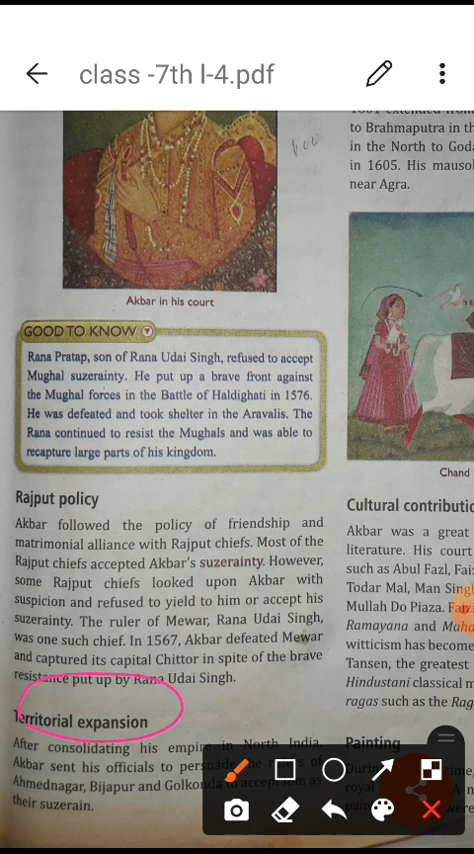 class -7th l-4.pdf
Akbar in his court
GOOD TO KNOW
Rana Pratap, son of Rana Udai Singh, refused to accept
Mughal suzerainty. He put up a brave front against
the Mughal forces in the Battle of Haldighati in 1576.
He was defeated and took shelter in the Aravalis. The
Rana continued to resist the Mughals and was able to
recapture large parts of his kingdom.
Rajput policy
Akbar followed the policy of friendship and
matrimonial alliance with Rajput chiefs. Most of the
Rajput chiefs accepted Akbar's suzerainty. However,
some Rajput chiefs looked upon Akbar with
suspicion and refused to yield to him or accept his
suzerainty. The ruler of Mewar, Rana Udai Singh,
was one such chief. In 1567, Akbar defeated Mewar
and captured its capital Chittor in spite of the brave
resistance put up by Rana Udai Singh.
Territorial expansion
After consolidating his empire in North India,
Akbar sent his officials to persuade the rulers of
Ahmednagar, Bijapur and Golkonda to accept him as
their suzerain.
to Brahmaputra in th
in the North to Goda
in 1605. His mausol
near Agra.
Chand
Cultural contributio
Akbar was a great
literature. His court
such as Abul Fazl, Faiz
Todar Mal, Man Singl
Mullah Do Piaza. Faizi
Ramayana and Maha
witticism has become
Tansen, the greatest
Hindustani classical m
ragas such as the Rag
Painting
royal